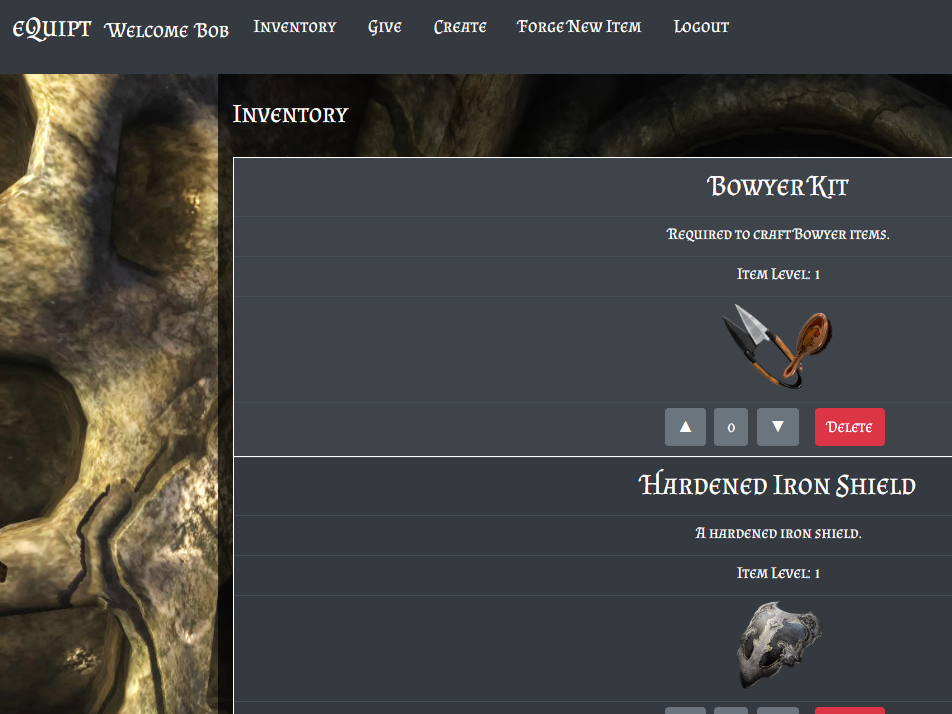 eQuipt Welcome Bob Inventory Give Create Forge New Item Logout
Inventory
Bowyer Kit
Required to craft Bowyer items.
Item Level: 1
▲ 0 ▼ Delete
Hardened Iron Shield
A hardened iron shield.
Item Level: 1